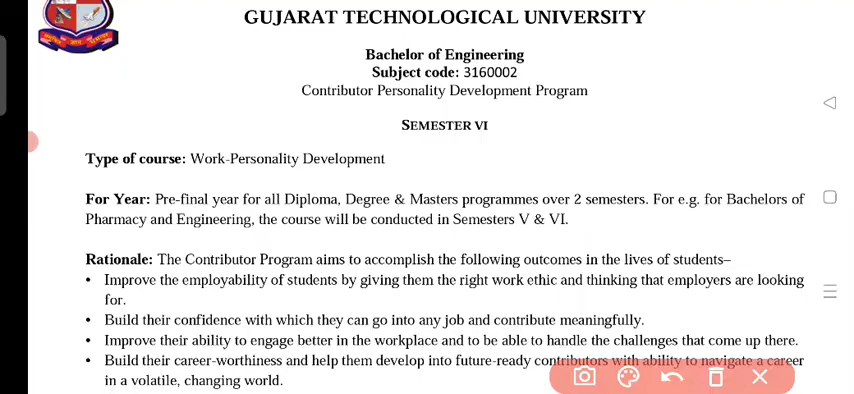 GUJARAT TECHNOLOGICAL UNIVERSITY
Bachelor of Engineering
Subject code: 3160002
Contributor Personality Development Program
SEMESTER VI
Type of course: Work-Personality Development
For Year: Pre-final year for all Diploma, Degree & Masters programmes over 2 semesters. For e.g. for Bachelors of
Pharmacy and Engineering, the course will be conducted in Semesters V & VI.
Rationale: The Contributor Program aims to accomplish the following outcomes in the lives of students–
• Improve the employability of students by giving them the right work ethic and thinking that employers are looking
for.
• Build their confidence with which they can go into any job and contribute meaningfully.
• Improve their ability to engage better in the workplace and to be able to handle the challenges that come up there.
• Build their career-worthiness and help them develop into future-ready contributors with ability to navigate a career
in a volatile, changing world.